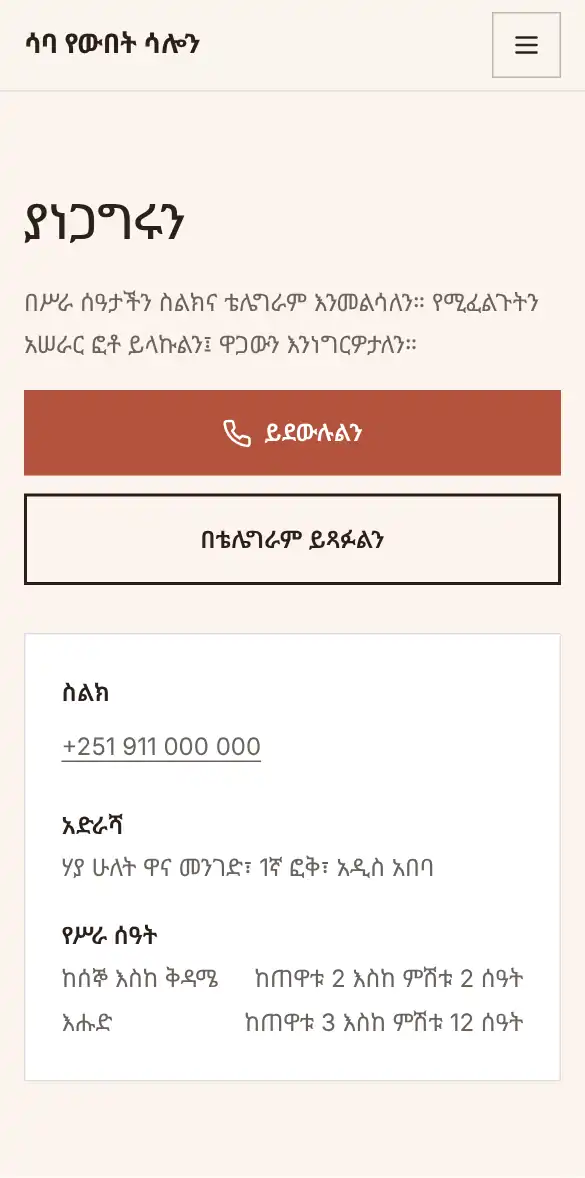 ሳባ የውበት ሳሎን
ያነጋግሩን
በሥራ ሰዓታችን ስልክና ቴሌግራም እንመልሳለን። የሚፈልጉትን
አሠራር ፎቶ ይላኩልን፤ ዋጋውን እንነግርዎታለን።
ይደውሉልን
በቴሌግራም ይጻፉልን
ስልክ
+251 911 000 000
አድራሻ
ሃያ ሁለት ዋና መንገድ፣ 1ኛ ፎቅ፣ አዲስ አበባ
የሥራ ሰዓት
ከሰኞ እስከ ቅዳሜ ከጠዋቱ 2 እስከ ምሽቱ 2 ሰዓት
እሑድ ከጠዋቱ 3 እስከ ምሽቱ 12 ሰዓት